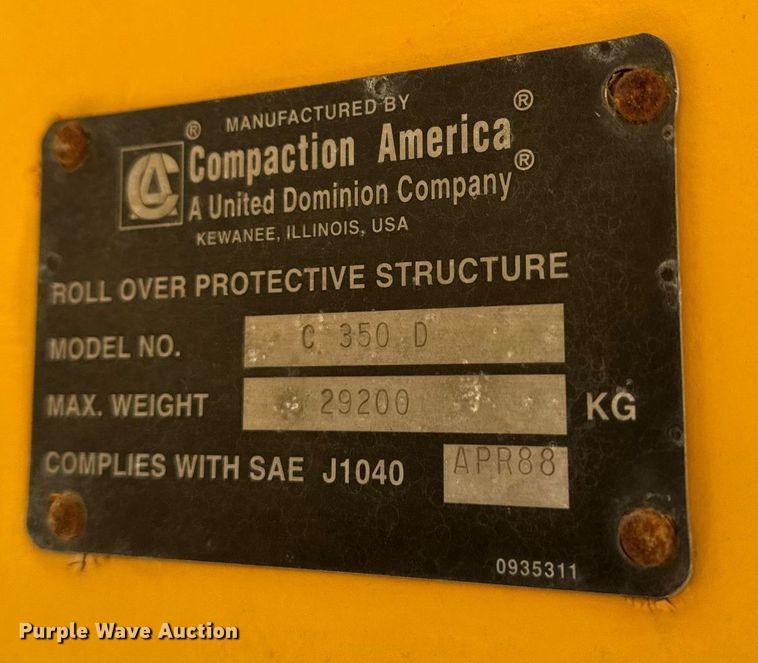 MANUFACTURED BY
CA ® Compaction America ®
A United Dominion Company ®
KEWANEE, ILLINOIS, USA
ROLL OVER PROTECTIVE STRUCTURE
MODEL NO. C 350 D
MAX. WEIGHT 29200 KG
COMPLIES WITH SAE J1040 APR88
0935311
Purple Wave Auction